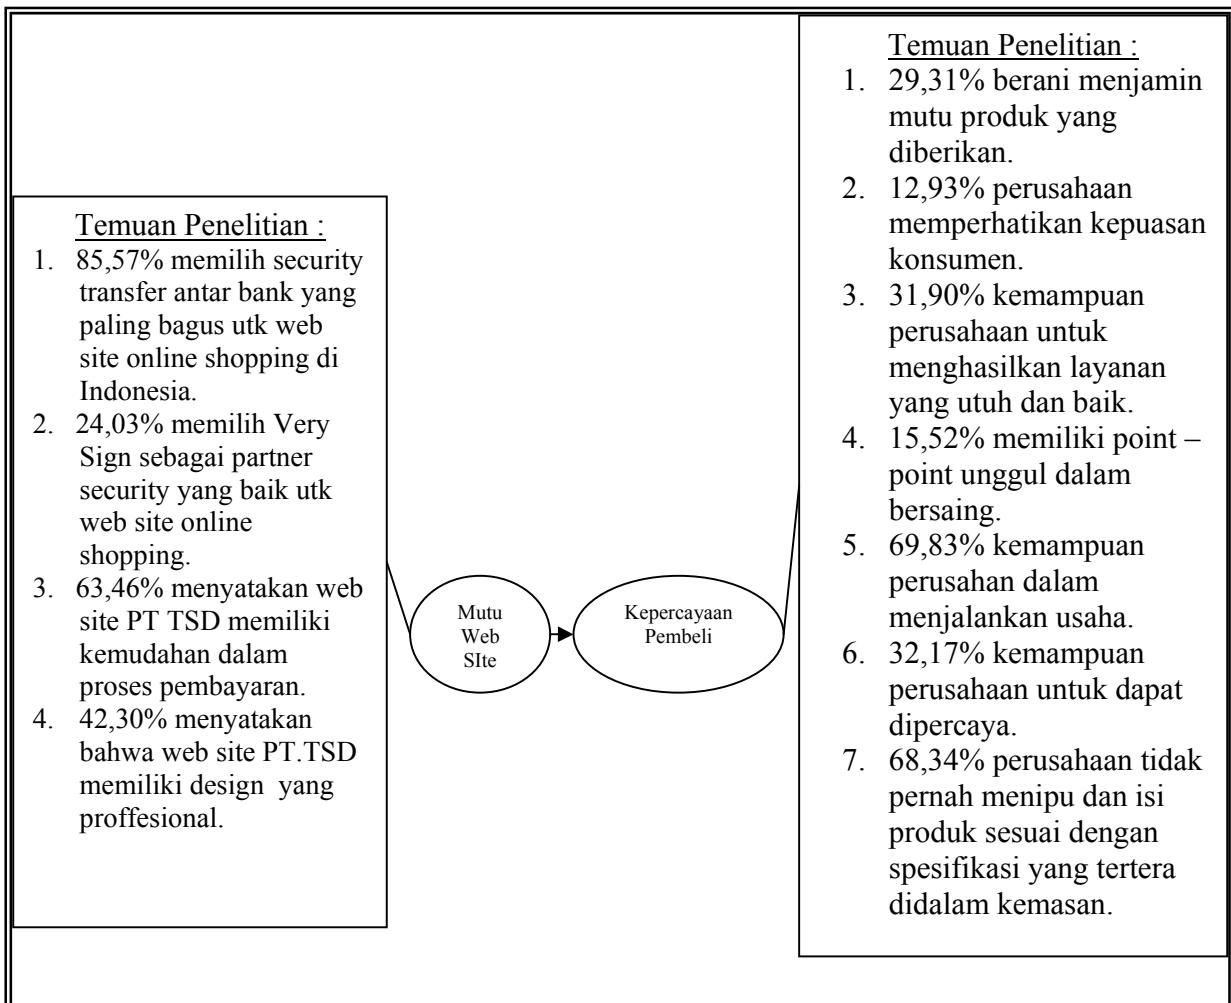 Temuan Penelitian :
1. 85,57% memilih security
transfer antar bank yang
paling bagus utk web
site online shopping di
Indonesia.
2. 24,03% memilih Very
Sign sebagai partner
security yang baik utk
web site online
shopping.
3. 63,46% menyatakan web
site PT TSD memiliki
kemudahan dalam
proses pembayaran.
4. 42,30% menyatakan
bahwa web site PT.TSD
memiliki design yang
proffesional.
Mutu
Web
SIte
Kepercayaan
Pembeli
Temuan Penelitian :
1. 29,31% berani menjamin
mutu produk yang
diberikan.
2. 12,93% perusahaan
memperhatikan kepuasan
konsumen.
3. 31,90% kemampuan
perusahaan untuk
menghasilkan layanan
yang utuh dan baik.
4. 15,52% memiliki point –
point unggul dalam
bersaing.
5. 69,83% kemampuan
perusahan dalam
menjalankan usaha.
6. 32,17% kemampuan
perusahaan untuk dapat
dipercaya.
7. 68,34% perusahaan tidak
pernah menipu dan isi
produk sesuai dengan
spesifikasi yang tertera
didalam kemasan.